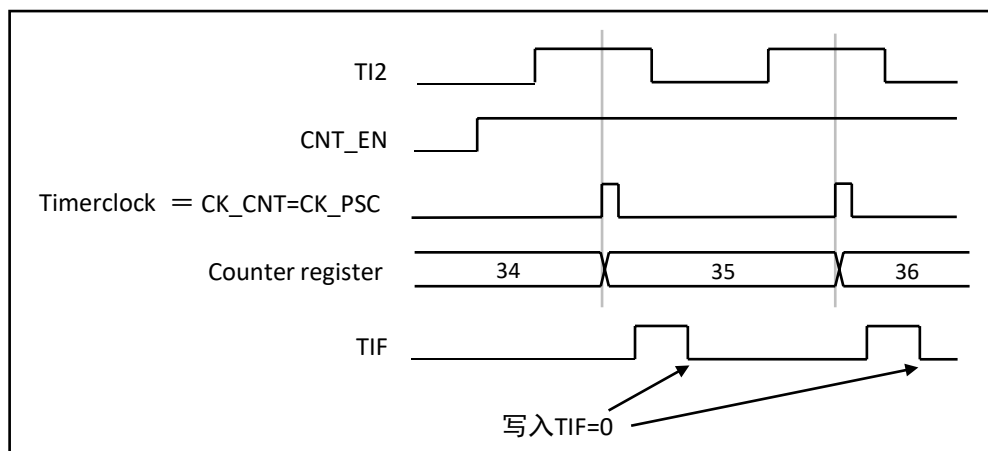 TI2
CNT_EN
Timerclock = CK_CNT=CK_PSC
Counter register
34 35 36
TIF
写入TIF=0